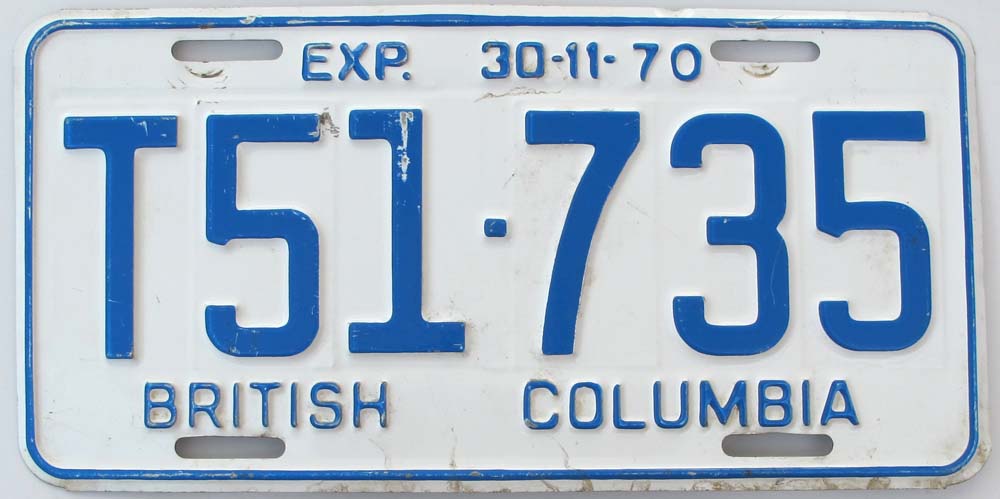 EXP. 30-11-70
T51·735
BRITISH COLUMBIA